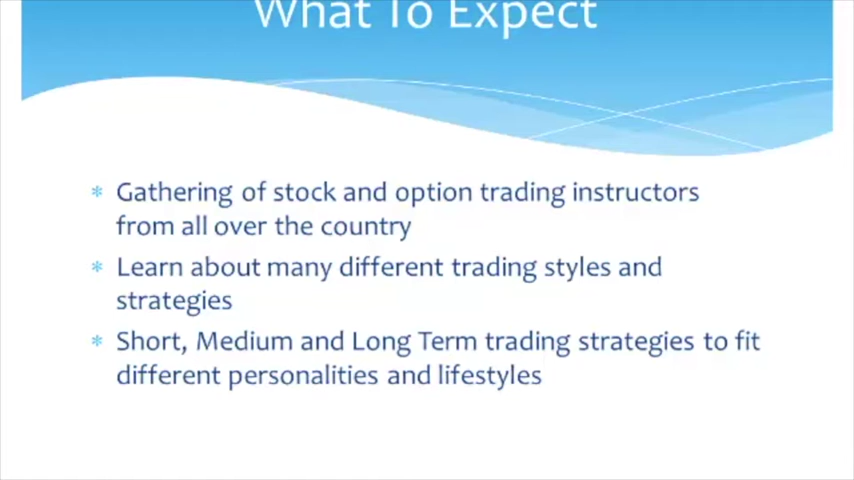 What To Expect
* Gathering of stock and option trading instructors
from all over the country
* Learn about many different trading styles and
strategies
* Short, Medium and Long Term trading strategies to fit
different personalities and lifestyles